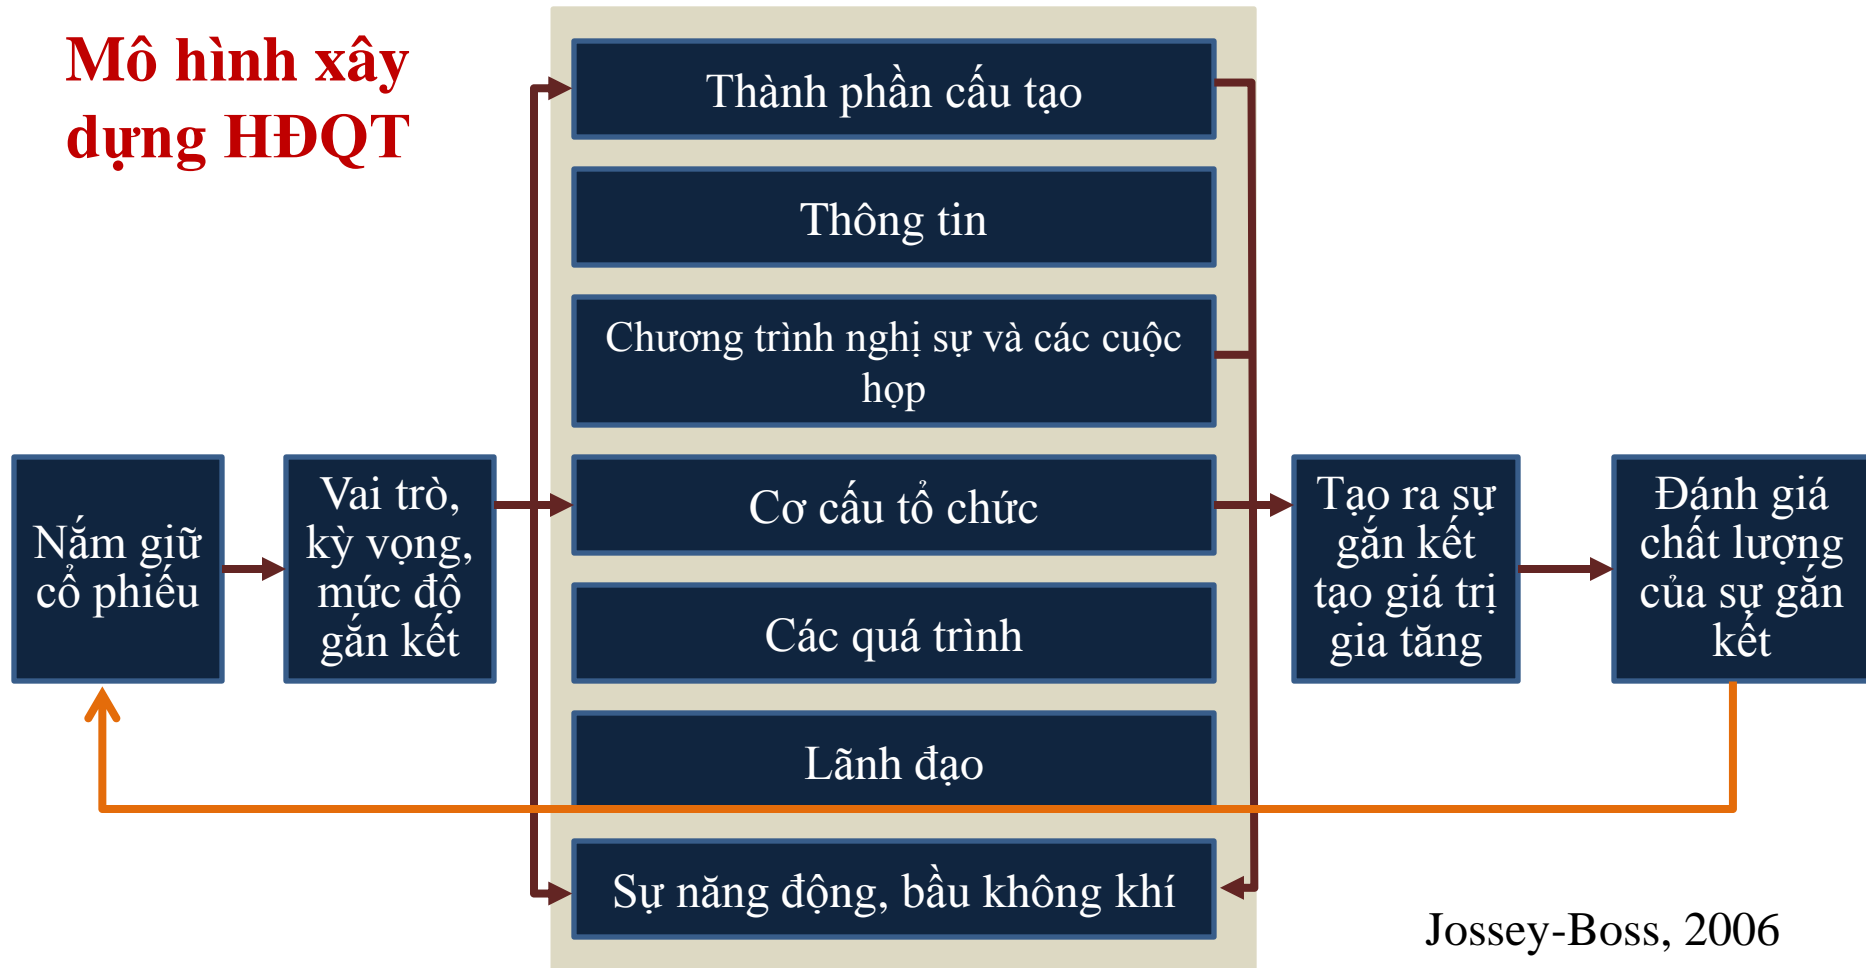 Mô hình xây
dựng HĐQT
Thành phần cấu tạo
Thông tin
Chương trình nghị sự và các cuộc
họp
Nắm giữ
cổ phiếu
Vai trò,
kỳ vọng,
mức độ
gắn kết
Cơ cấu tổ chức
Các quá trình
Lãnh đạo
Sự năng động, bầu không khí
Tạo ra sự
gắn kết
tạo giá trị
gia tăng
Đánh giá
chất lượng
của sự gắn
kết
Jossey-Boss, 2006